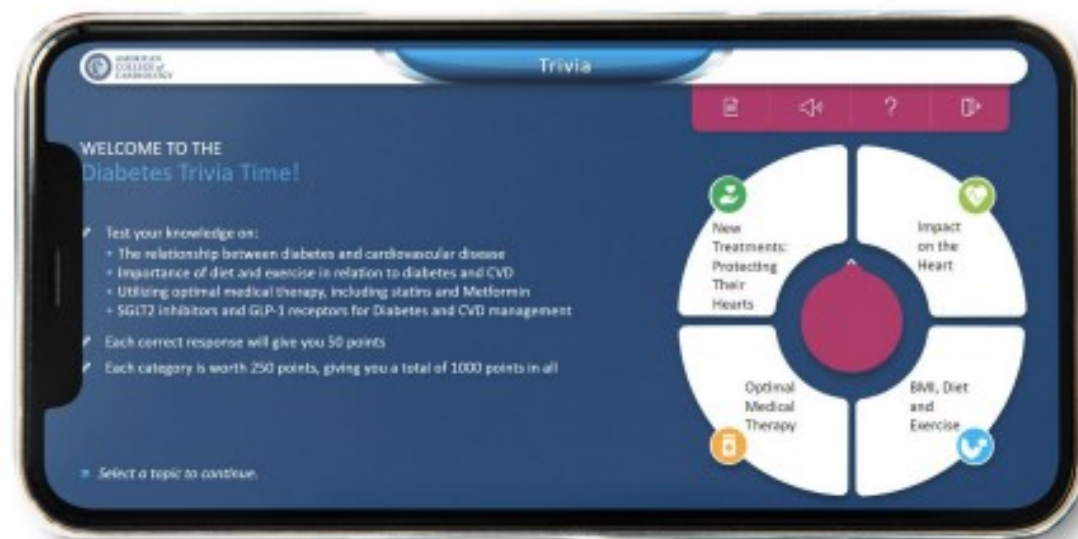 AMERICAN
COLLEGE of
CARDIOLOGY
Trivia
?
WELCOME TO THE
Diabetes Trivia Time!
Test your knowledge on:
• The relationship between diabetes and cardiovascular disease
• Importance of diet and exercise in relation to diabetes and CVD
• Utilizing optimal medical therapy, including statins and Metformin
• SGLT2 inhibitors and GLP-1 receptors for Diabetes and CVD management
Each correct response will give you 50 points
Each category is worth 250 points, giving you a total of 1000 points in all
» Select a topic to continue.
New
Treatments:
Protecting
Their
Hearts
Impact
on the
Heart
Optimal
Medical
Therapy
BMI, Diet
and
Exercise